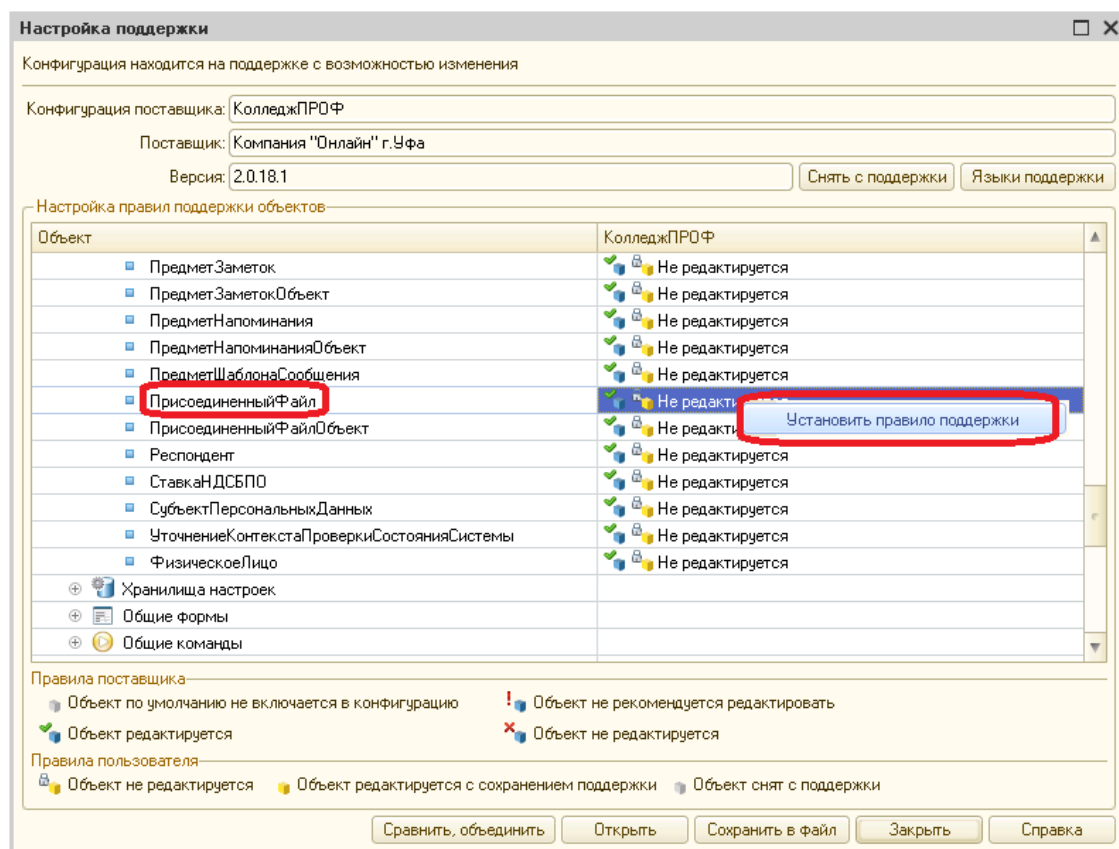 Настройка поддержки
Конфигурация находится на поддержке с возможностью изменения
Конфигурация поставщика: КолледжПРОФ
Поставщик: Компания "Онлайн" г.Уфа
Версия: 2.0.18.1 Снять с поддержки Языки поддержки
Настройка правил поддержки объектов
Объект КолледжПРОФ
ПредметЗаметок Не редактируется
ПредметЗаметокОбъект Не редактируется
ПредметНапоминания Не редактируется
ПредметНапоминанияОбъект Не редактируется
ПредметШаблонаСообщения Не редактируется
ПрисоединенныйФайл Не редакти
Установить правило поддержки
ПрисоединенныйФайлОбъект Не редакти
Респондент Не редактируется
СтавкаНДСБПО Не редактируется
СубъектПерсональныхДанных Не редактируется
УточнениеКонтекстаПроверкиСостоянияСистемы Не редактируется
ФизическоеЛицо Не редактируется
Хранилища настроек
Общие формы
Общие команды
Правила поставщика
Объект по умолчанию не включается в конфигурацию Объект не рекомендуется редактировать
Объект редактируется Объект не редактируется
Правила пользователя
Объект не редактируется Объект редактируется с сохранением поддержки Объект снят с поддержки
Сравнить, объединить Открыть Сохранить в файл Закрыть Справка